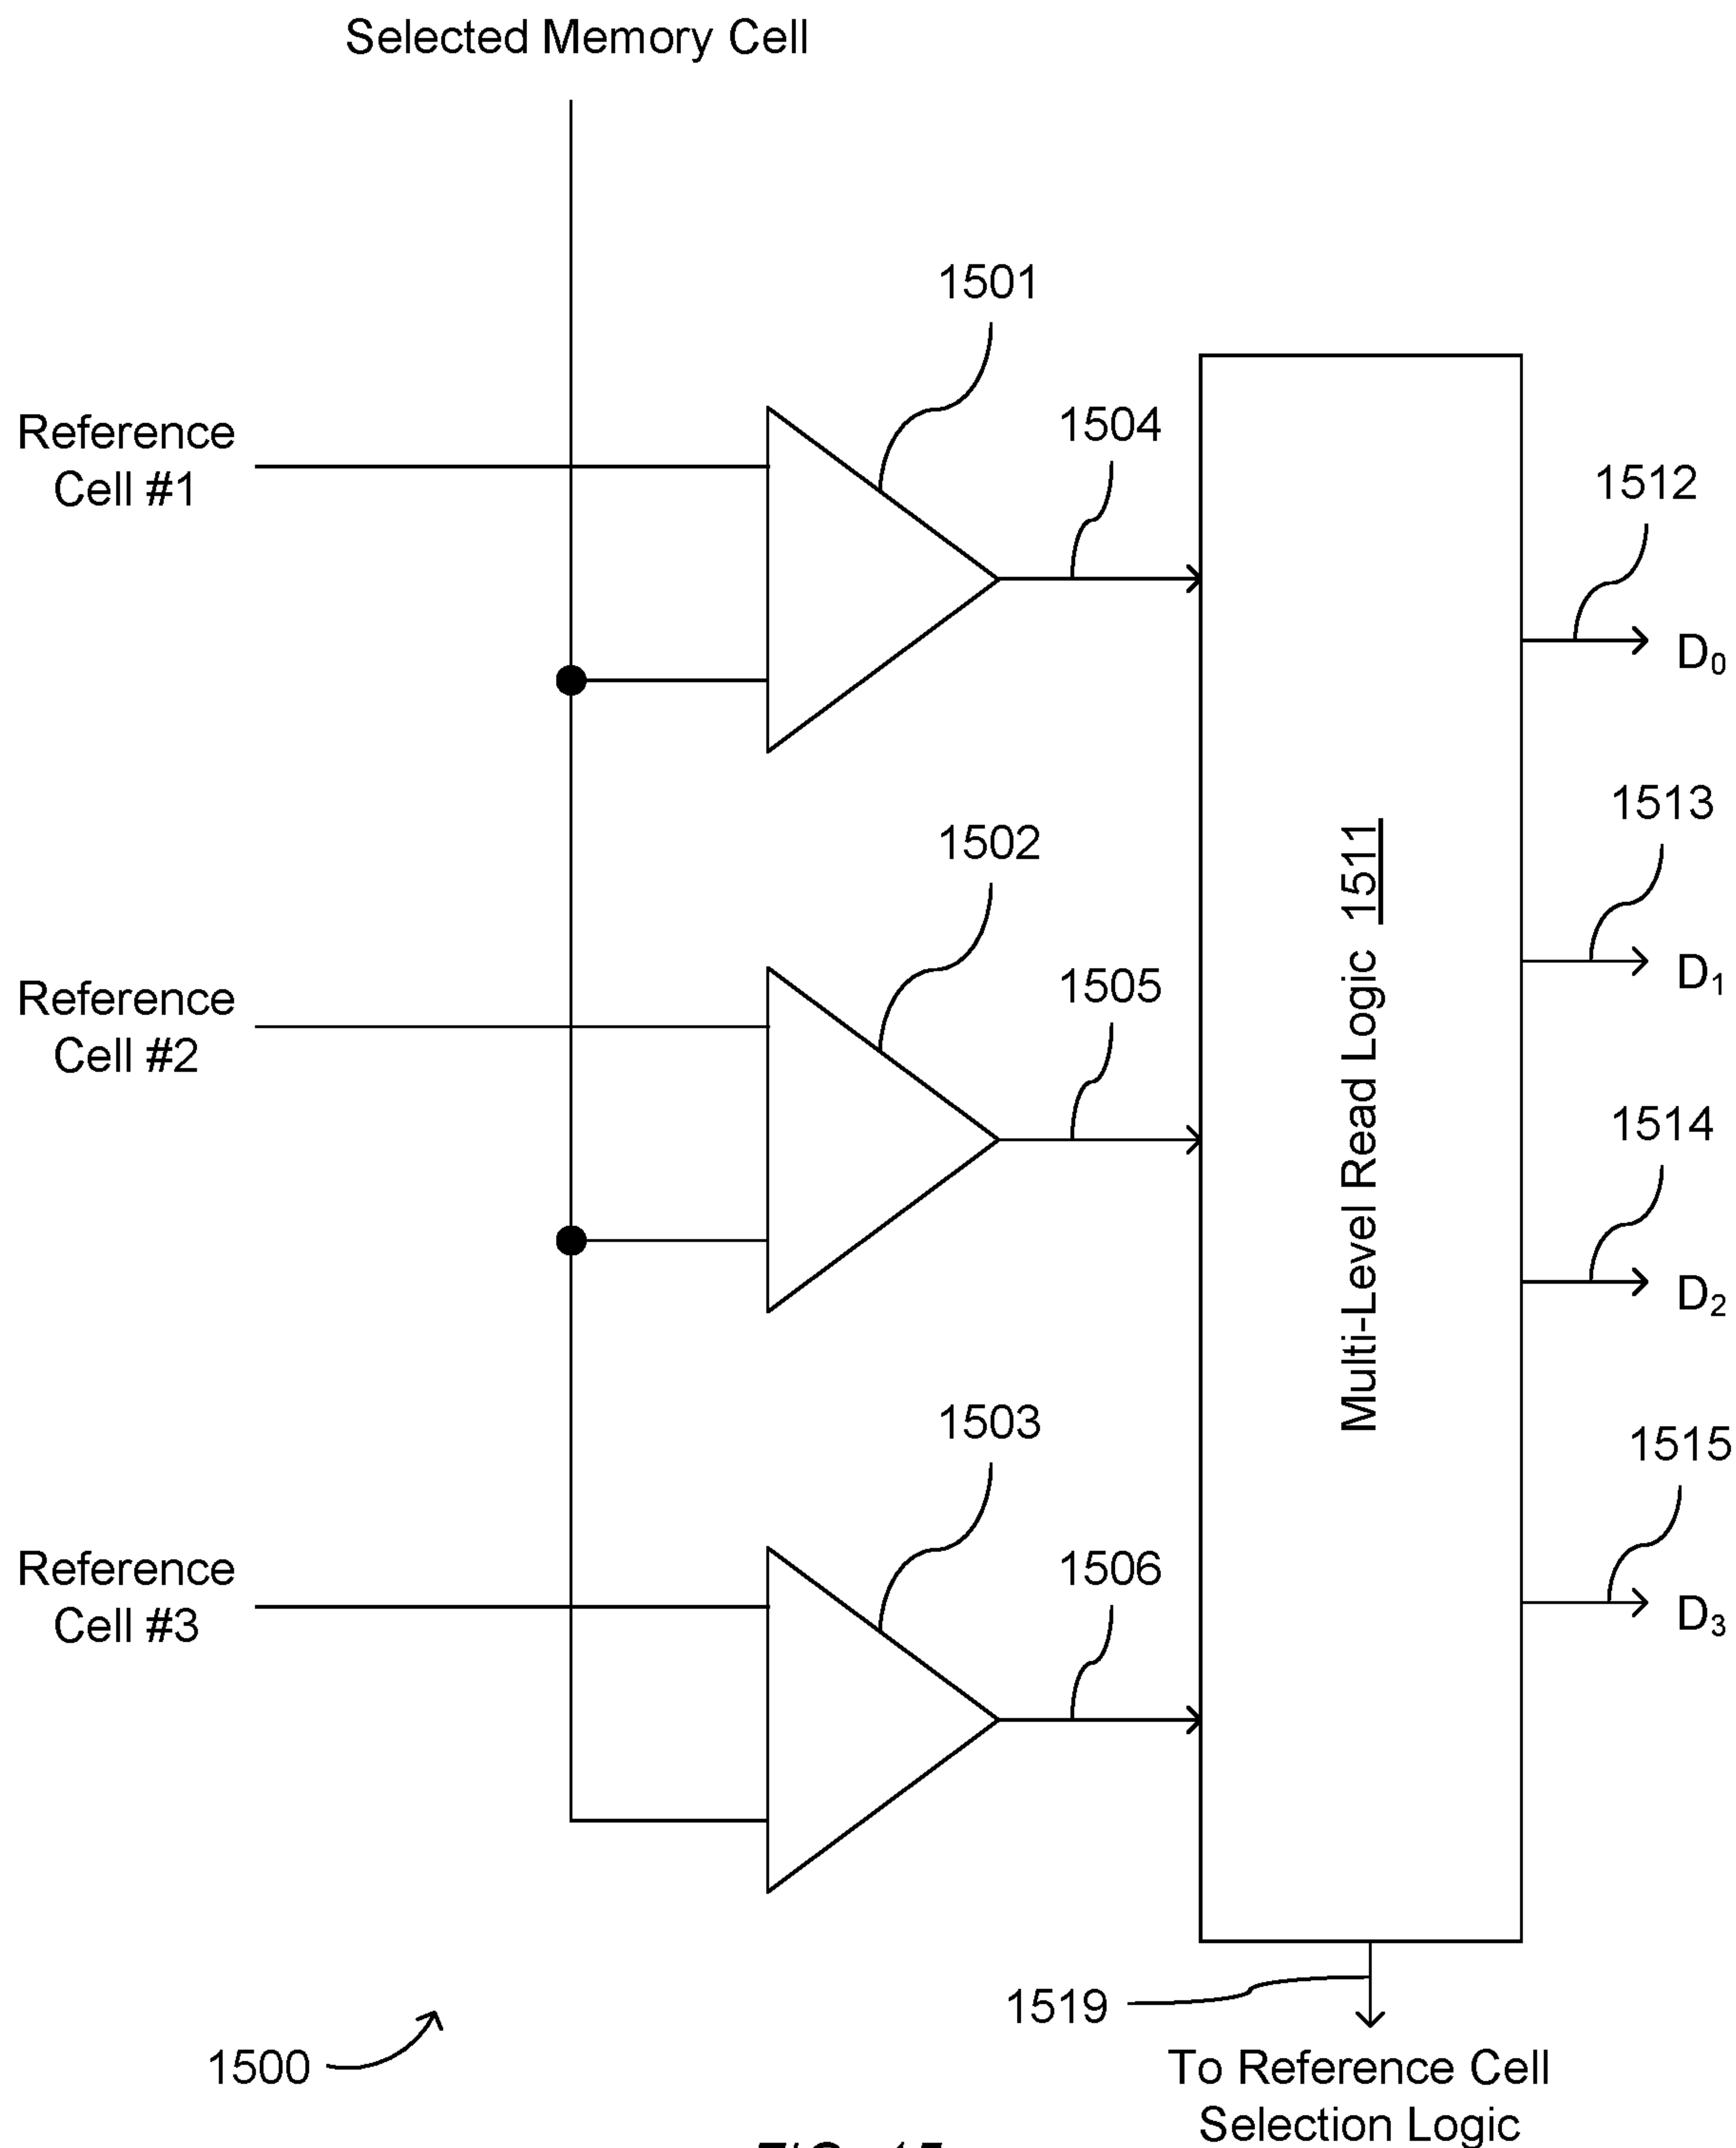 Selected Memory Cell
1501
Reference
Cell #1
1504
1512
D₀
1513
1502
Reference
Cell #2
1505
D₁
Multi-Level Read Logic 1511
1514
D₂
1503
1515
Reference
Cell #3
1506
D₃
1519
1500
To Reference Cell
Selection Logic